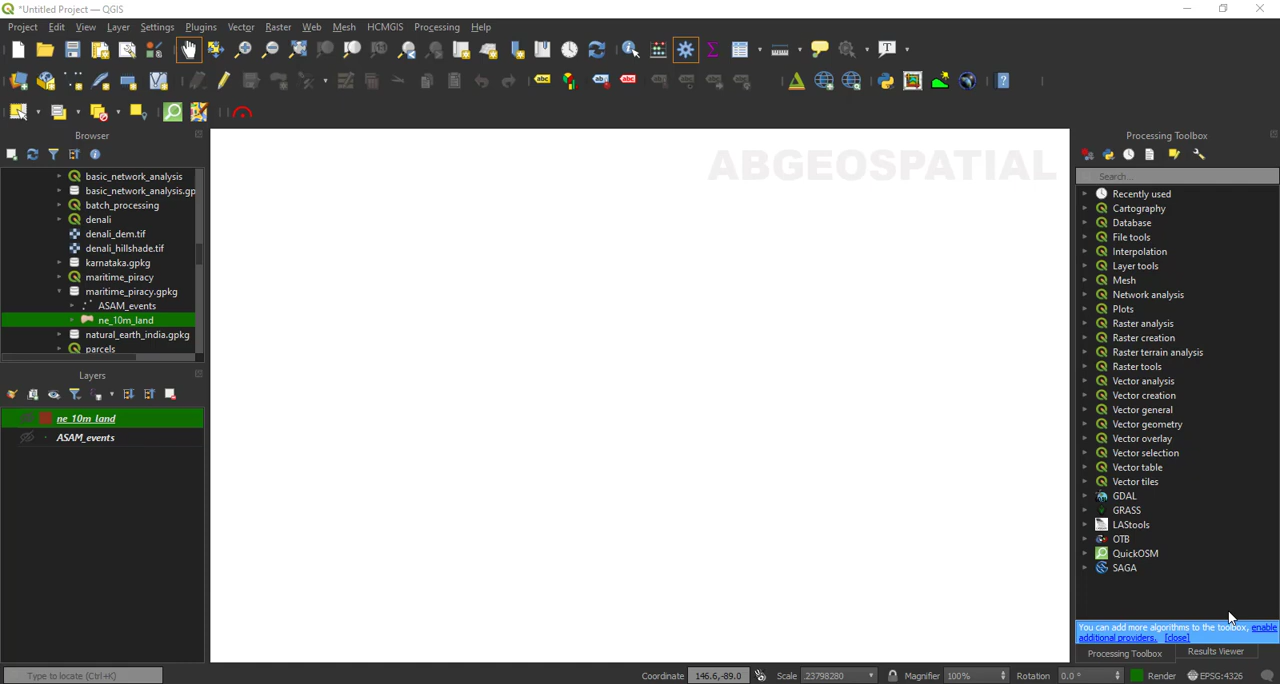 *Untitled Project — QGIS
Project Edit View Layer Settings Plugins Vector Raster Web Mesh HCMGIS Processing Help
abc abc abc
Browser
Processing Toolbox
ABGEOSPATIAL
Search...
basic_network_analysis
basic_network_analysis.gp
batch_processing
denali
denali_dem.tif
denali_hillshade.tif
karnataka.gpkg
maritime_piracy
maritime_piracy.gpkg
ASAM_events
ne_10m_land
natural_earth_india.gpkg
parcels
Layers
ne_10m_land
ASAM_events
Recently used
Cartography
Database
File tools
Interpolation
Layer tools
Mesh
Network analysis
Plots
Raster analysis
Raster creation
Raster terrain analysis
Raster tools
Vector analysis
Vector creation
Vector general
Vector geometry
Vector overlay
Vector selection
Vector table
Vector tiles
GDAL
GRASS
LAStools
OTB
QuickOSM
SAGA
You can add more algorithms to the toolbox, enable
additional providers. [close]
Processing Toolbox Results Viewer
Type to locate (Ctrl+K) Coordinate 146.6,-89.0 Scale 23798280 Magnifier 100% Rotation 0.0 ° Render EPSG:4326